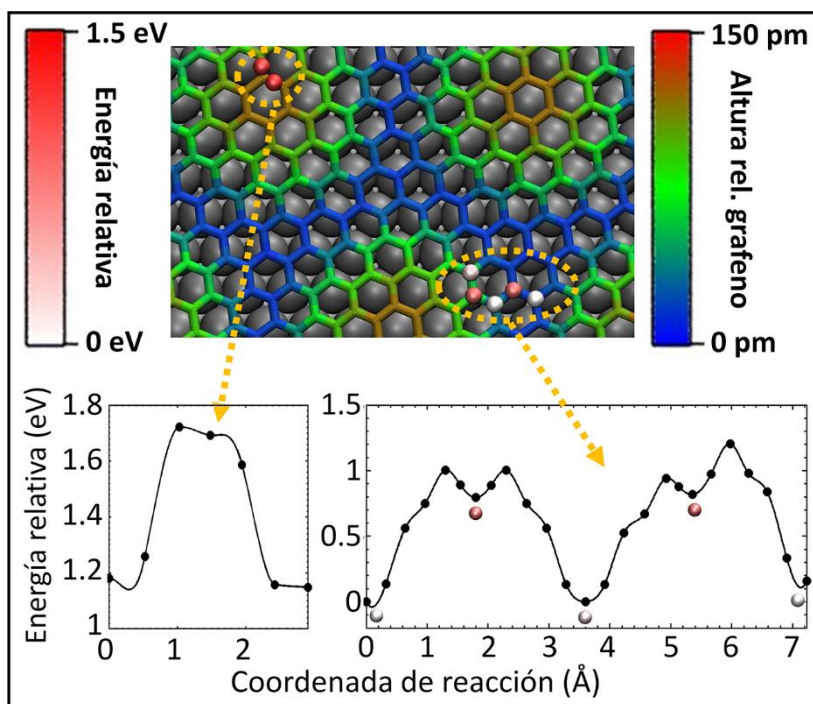 1.5 eV
Energía relativa
0 eV
150 pm
Altura rel. grafeno
0 pm
Energía relativa (eV)
1.8
1.6
1.4
1.2
1
0 1 2
1.5
1
0.5
0
0 1 2 3 4 5 6 7
Coordenada de reacción (Å)